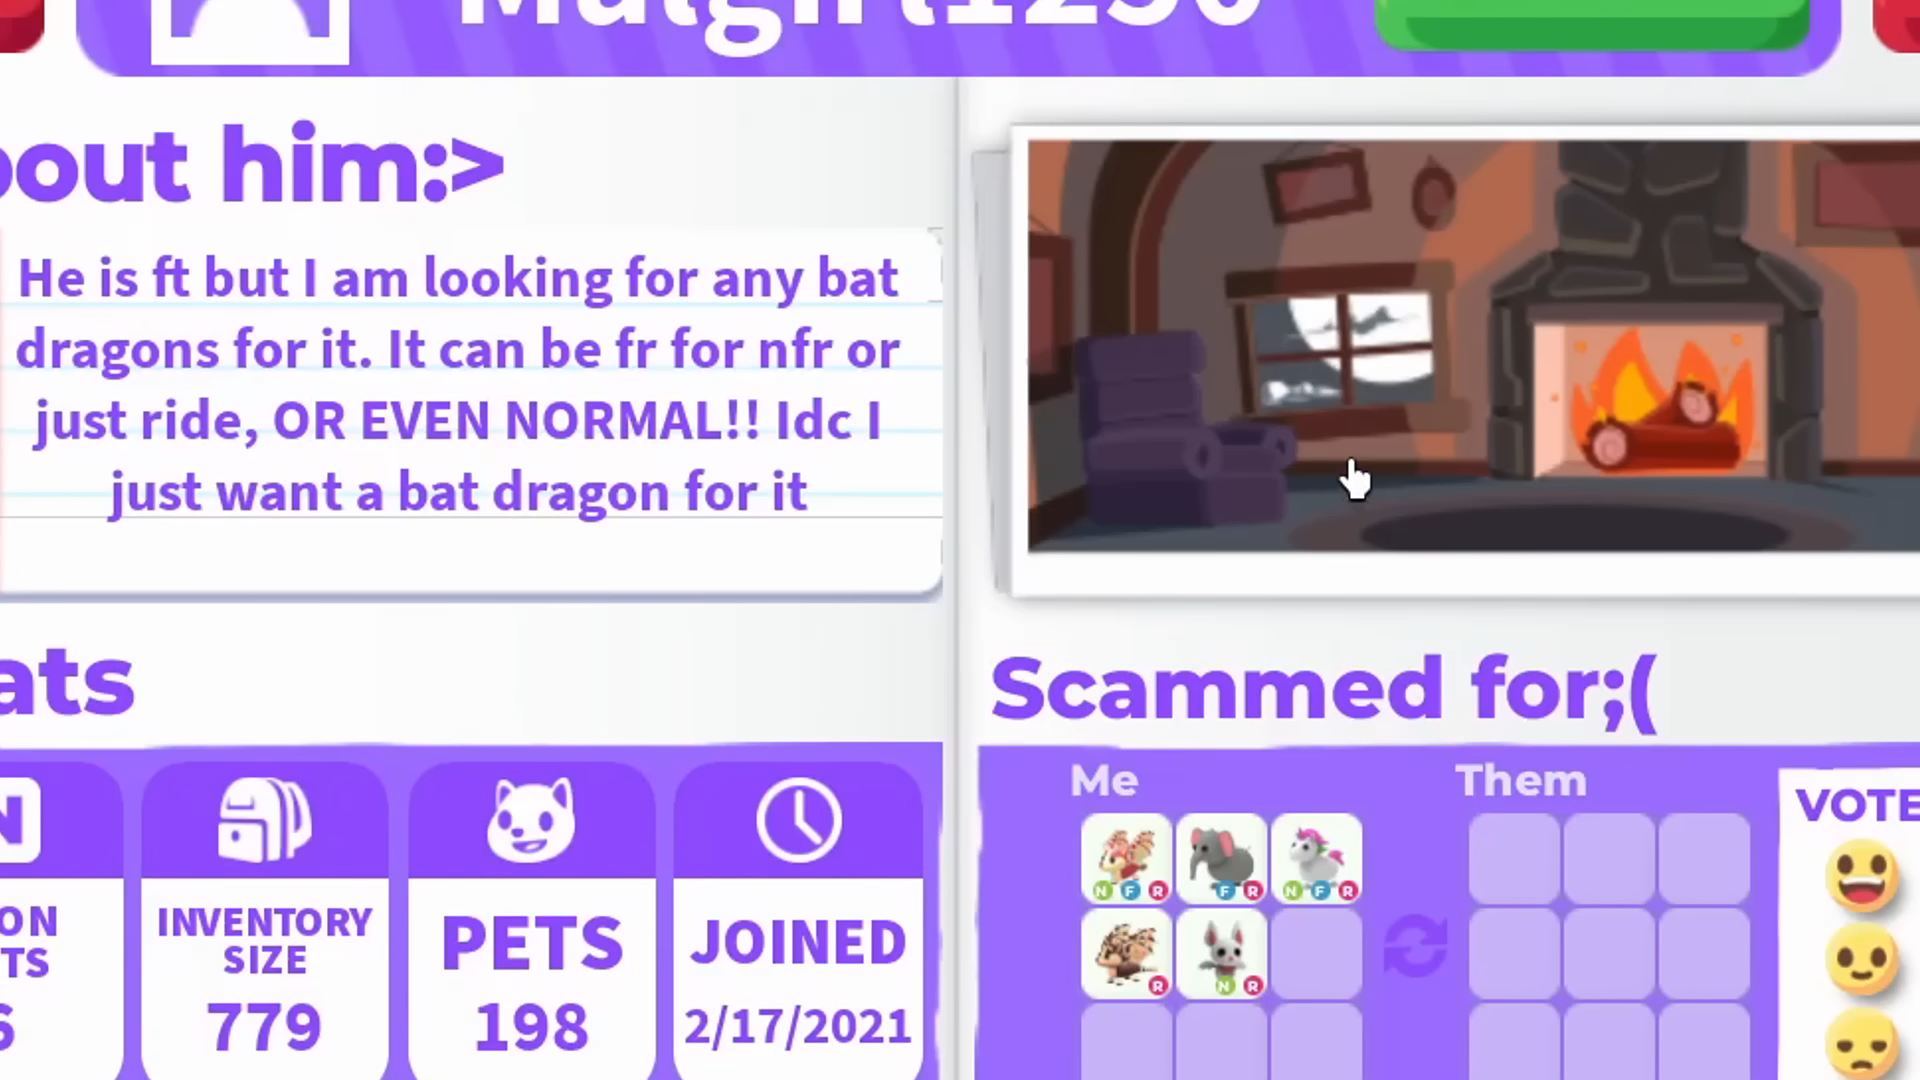 bout him:>
He is ft but I am looking for any bat
dragons for it. It can be fr for nfr or
just ride, OR EVEN NORMAL!! Idc I
just want a bat dragon for it
ats
N
INVENTORY
SIZE
779
PETS
198
JOINED
2/17/2021
Scammed for;(
Me
Them
N F R
F R
N F R
R
N R
VOTE